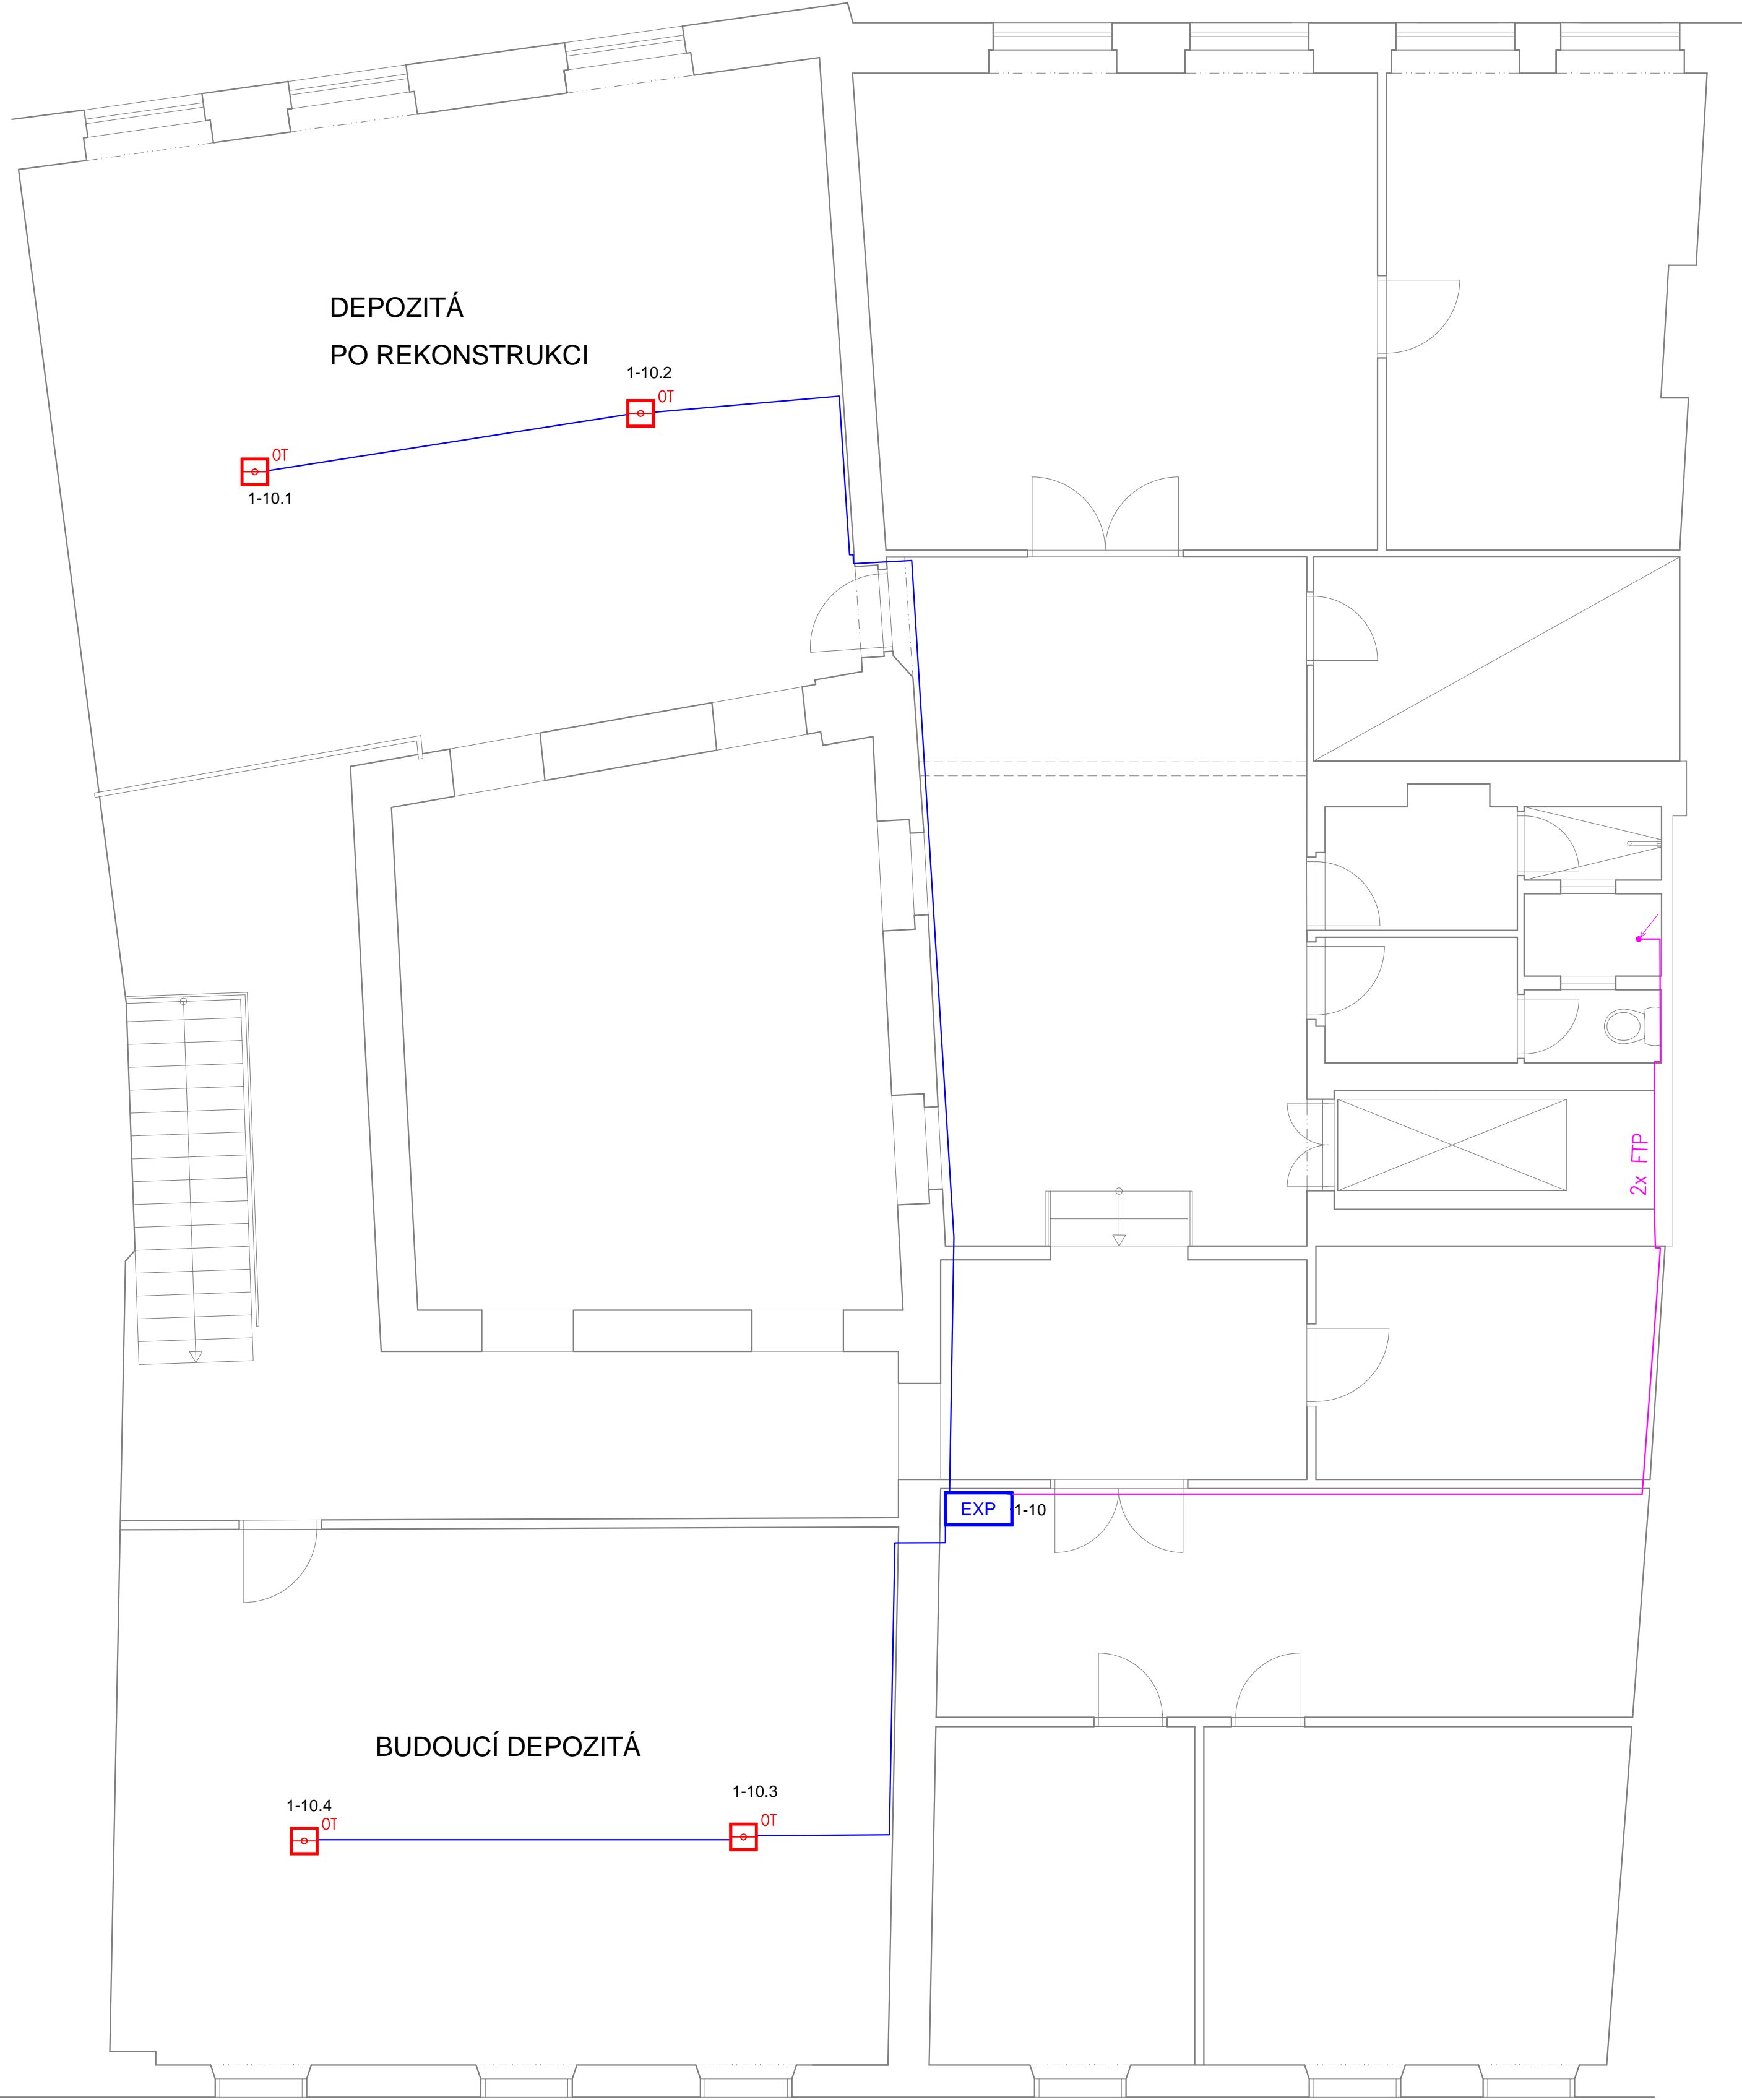 DEPOZITÁ
PO REKONSTRUKCI
1-10.2
OT
OT
1-10.1
2x FTP
EXP
1-10
BUDOUCÍ DEPOZITÁ
1-10.3
OT
1-10.4
OT